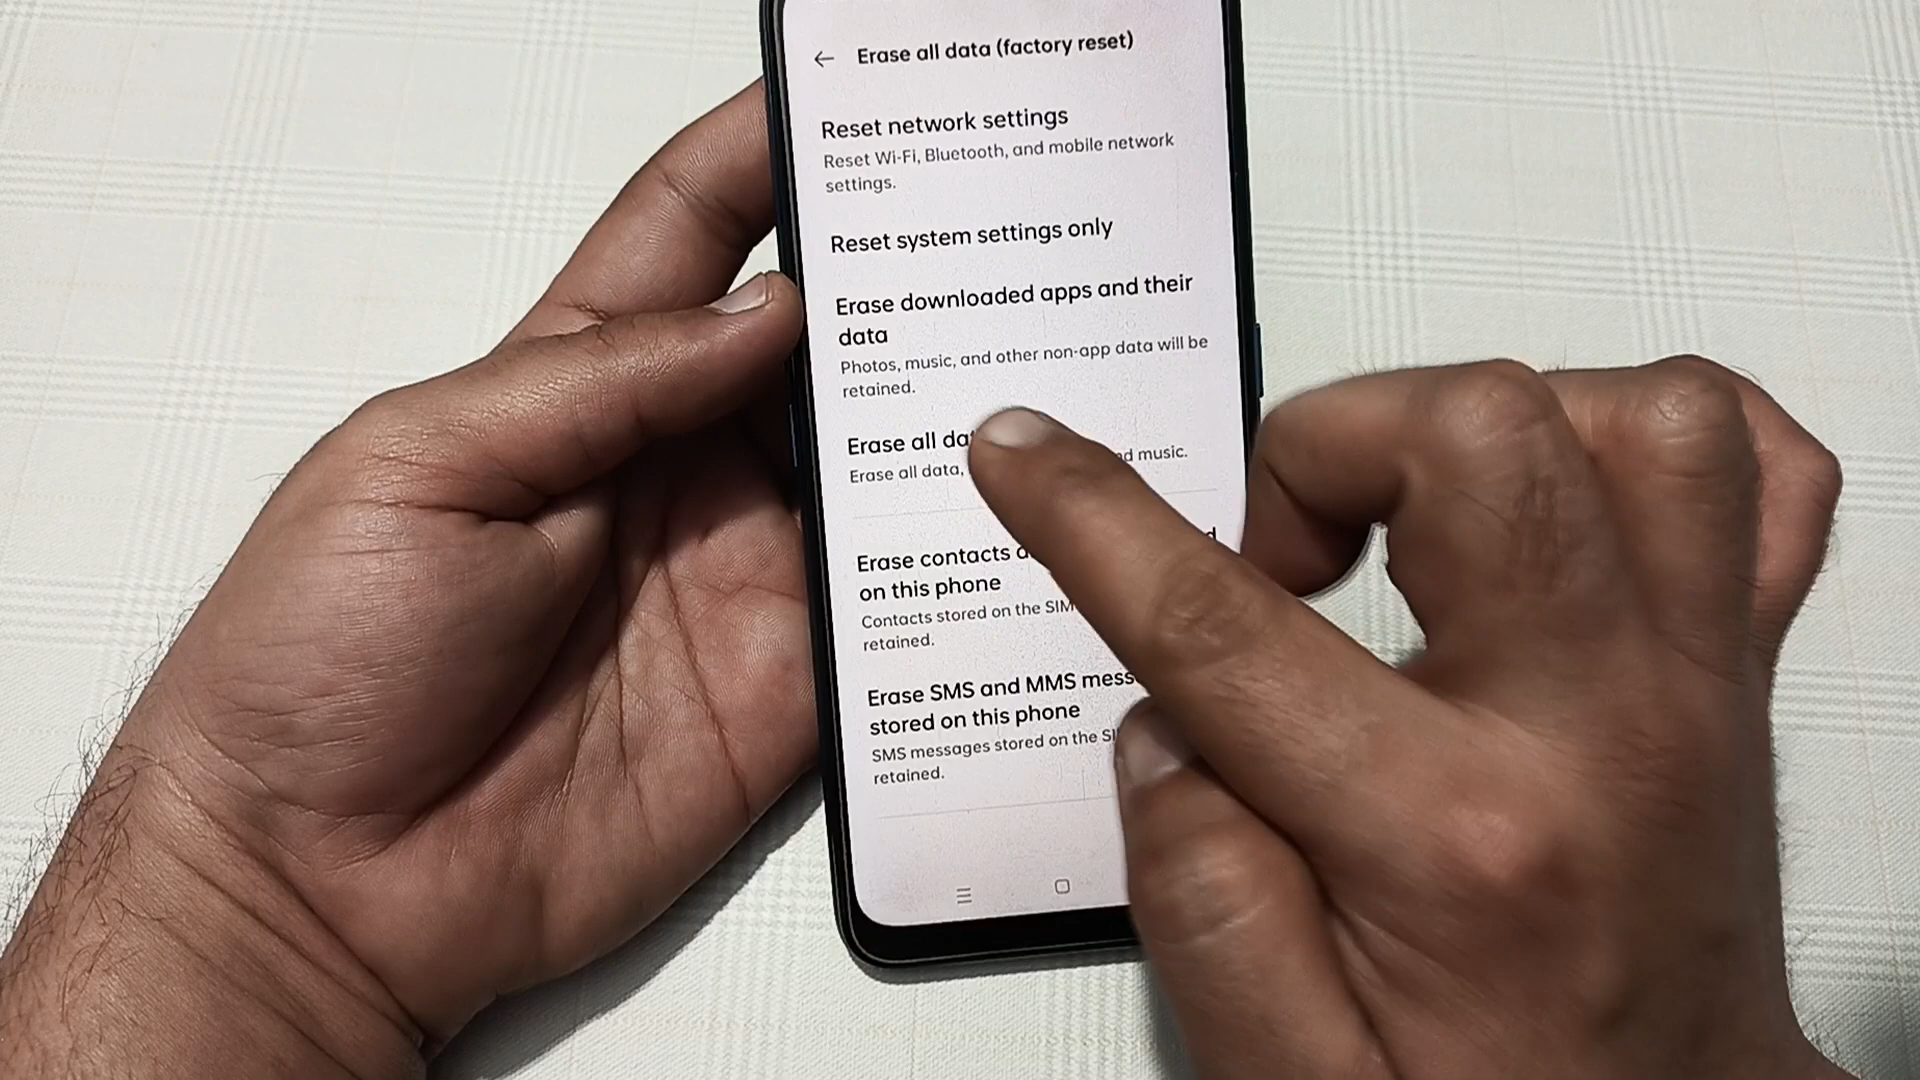 Erase all data (factory reset)
Reset network settings
Reset Wi-Fi, Bluetooth, and mobile network
settings.
Reset system settings only
Erase downloaded apps and their
data
Photos, music, and other non-app data will be
retained.
Erase all
Erase all data, music.
Erase contacts
on this phone
Contacts stored on the
retained.
Erase SMS and MMS
stored on this phone
SMS messages stored on the
retained.